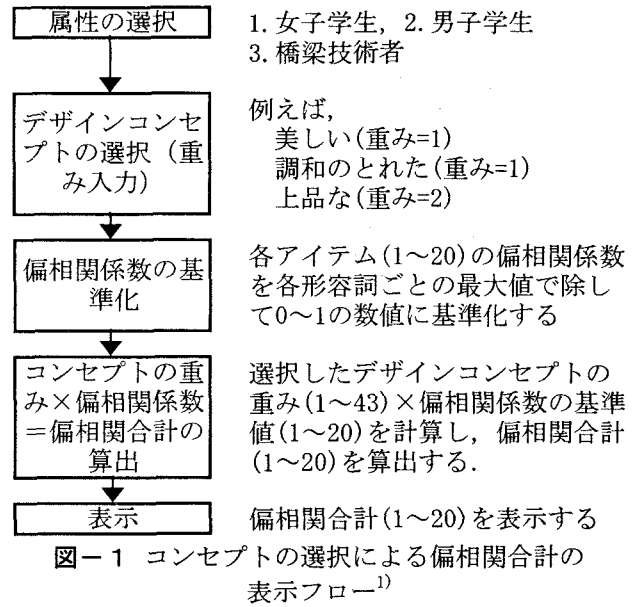 属性の選択
1. 女子学生, 2. 男子学生
3. 橋梁技術者
デザインコンセ
プトの選択（重
み入力）
例えば,
美しい(重み=1)
調和のとれた(重み=1)
上品な(重み=2)
偏相関係数の基
準化
各アイテム(1～20)の偏相関係数
を各形容詞ごとの最大値で除し
て0～1の数値に基準化する
コンセプトの重
み×偏相関係数
＝偏相関合計の
算出
選択したデザインコンセプトの
重み(1～43)×偏相関係数の基準
値(1～20)を計算し, 偏相関合計
(1～20)を算出する.
表示
偏相関合計(1～20)を表示する
図－1 コンセプトの選択による偏相関合計の
表示フロー1)